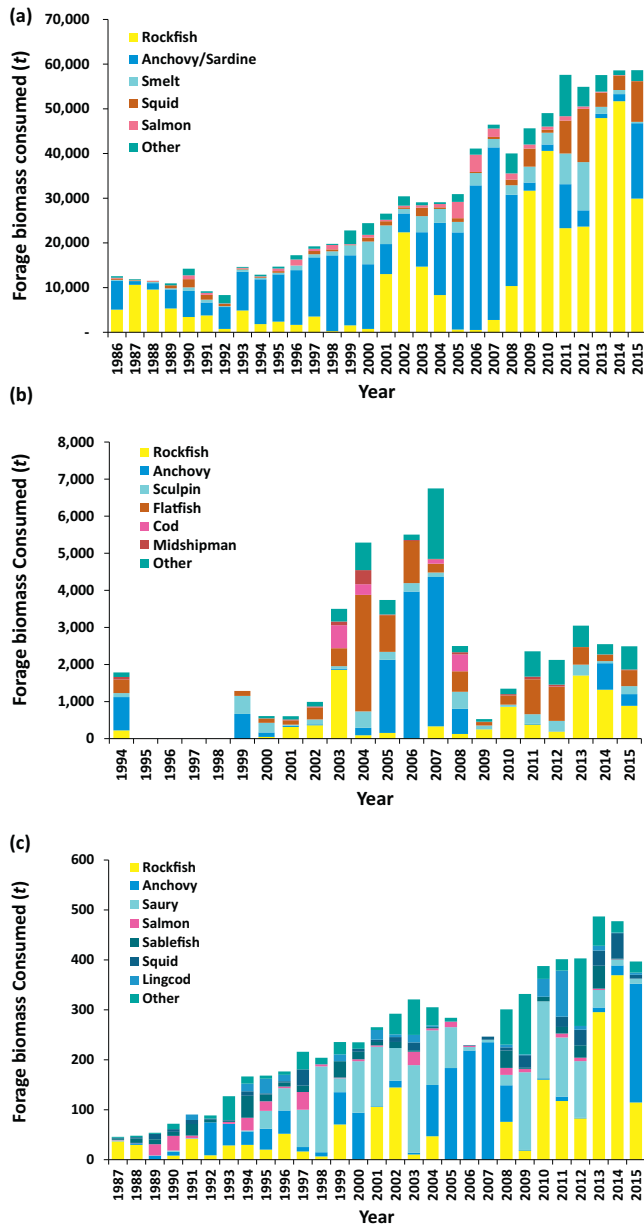 (a)
70,000
60,000
50,000
40,000
30,000
20,000
10,000
-
Forage biomass consumed (t)
Rockfish
Anchovy/Sardine
Smelt
Squid
Salmon
Other
1986 1987 1988 1989 1990 1991 1992 1993 1994 1995 1996 1997 1998 1999 2000 2001 2002 2003 2004 2005 2006 2007 2008 2009 2010 2011 2012 2013 2014 2015
Year
(b)
8,000
7,000
6,000
5,000
4,000
3,000
2,000
1,000
0
Forage biomass Consumed (t)
Rockfish
Anchovy
Sculpin
Flatfish
Cod
Midshipman
Other
1994 1995 1996 1997 1998 1999 2000 2001 2002 2003 2004 2005 2006 2007 2008 2009 2010 2011 2012 2013 2014 2015
Year
(c)
600
500
400
300
200
100
0
Forage biomass Consumed (t)
Rockfish
Anchovy
Saury
Salmon
Sablefish
Squid
Lingcod
Other
1987 1988 1989 1990 1991 1992 1993 1994 1995 1996 1997 1998 1999 2000 2001 2002 2003 2004 2005 2006 2007 2008 2009 2010 2011 2012 2013 2014 2015
Year